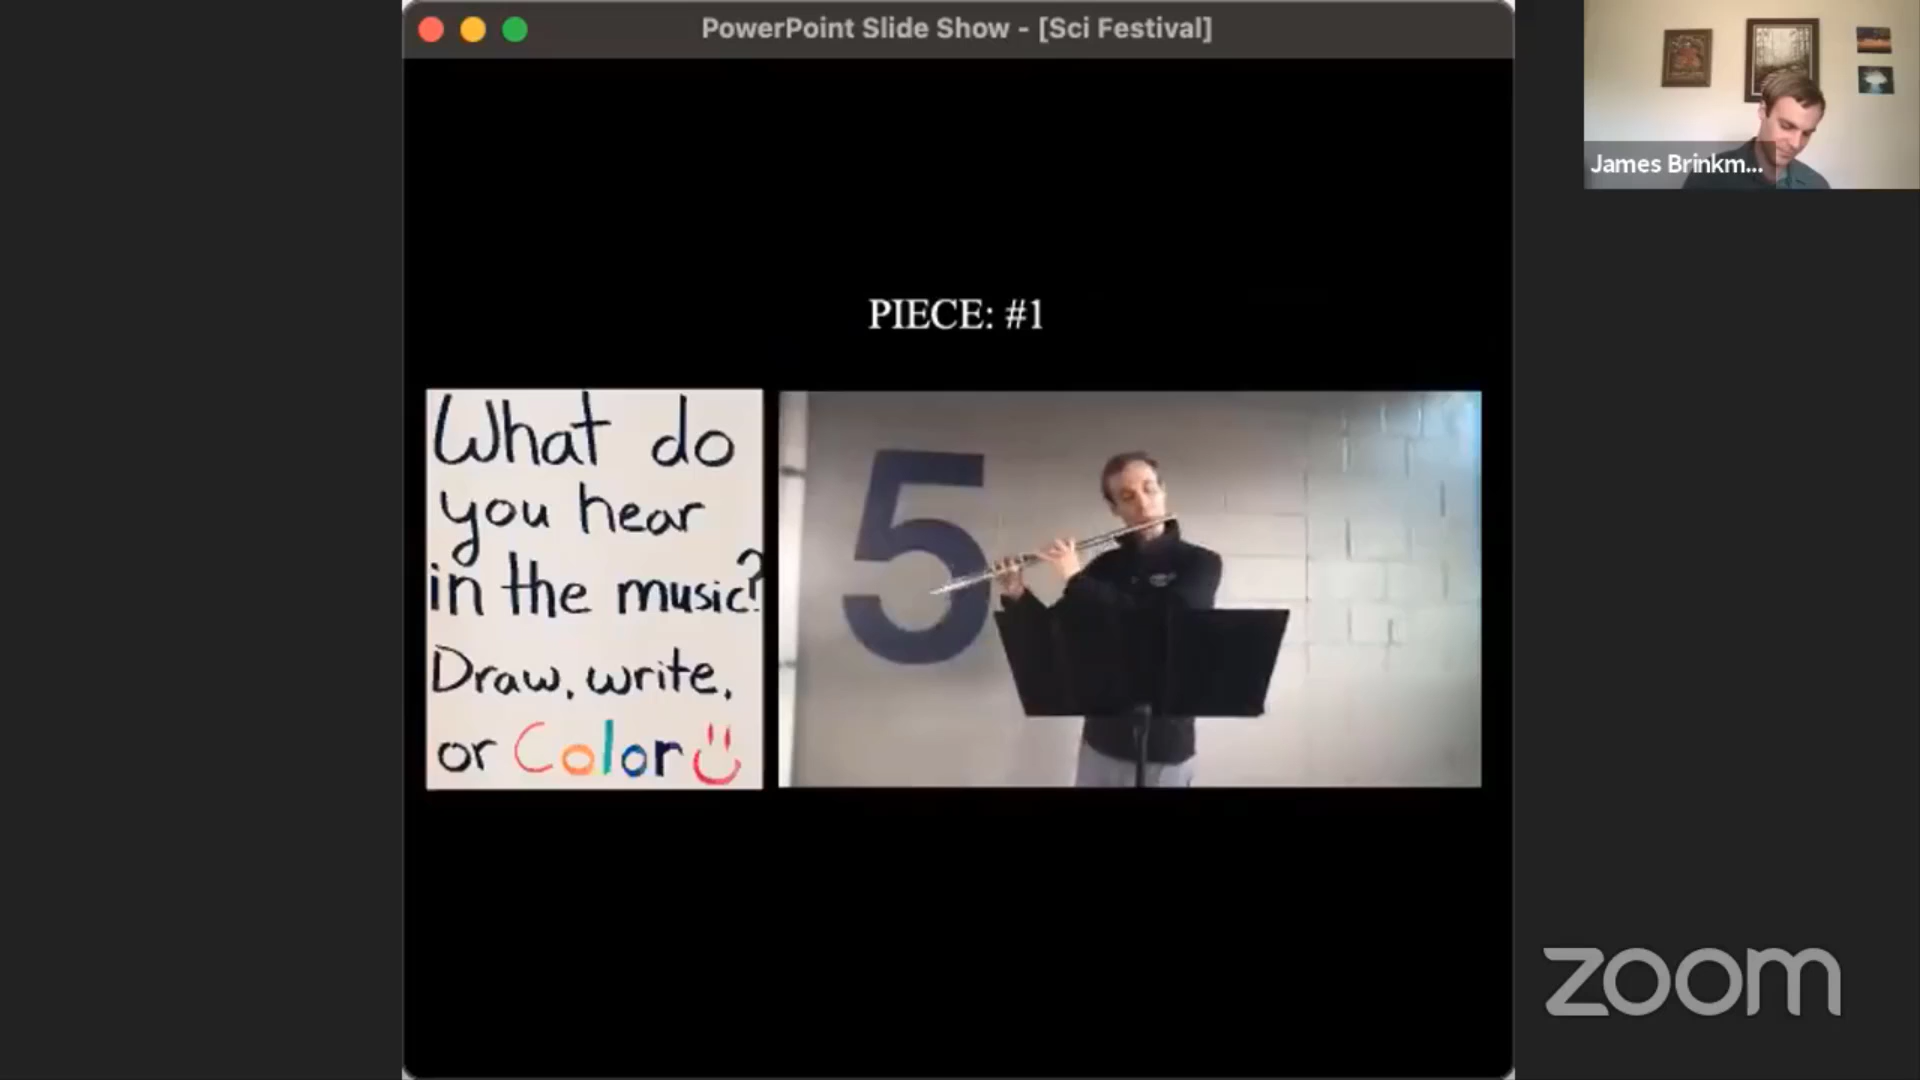 PowerPoint Slide Show - [Sci Festival]
James Brinkm...
PIECE: #1
What do
you hear
in the music?
Draw, write,
or Color
5
zoom